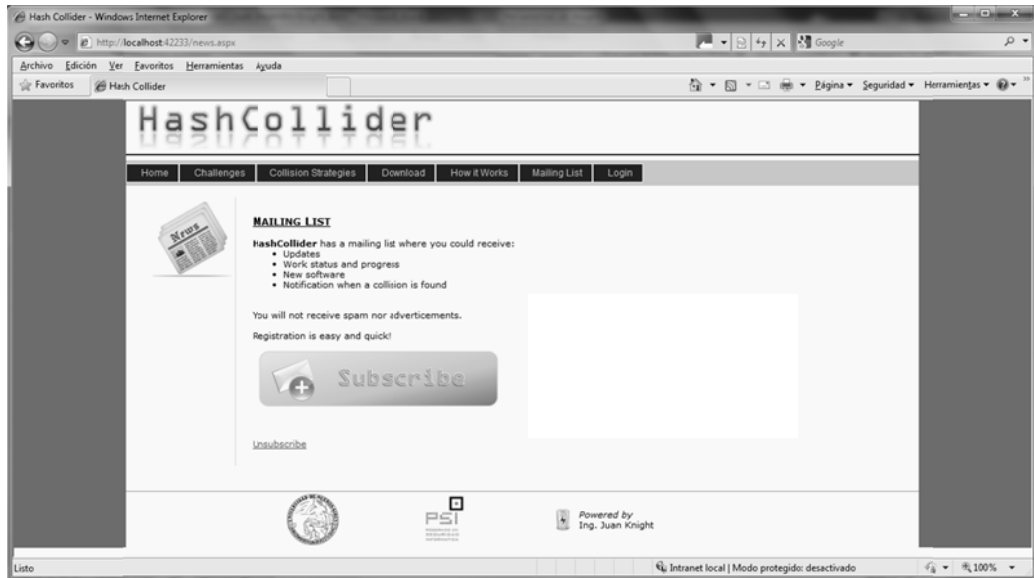 Hash Collider - Windows Internet Explorer
http://localhost:42233/news.aspx
Google
Archivo Edición Ver Favoritos Herramientas Ayuda
Favoritos Hash Collider Página Seguridad Herramientas
HashCollider
Home Challenges Collision Strategies Download How it Works Mailing List Login
News
MAILING LIST
HashCollider has a mailing list where you could receive:
• Updates
• Work status and progress
• New software
• Notification when a collision is found
You will not receive spam nor adverticements.
Registration is easy and quick!
Subscribe
Unsubscribe
PSI
Powered by
Ing. Juan Knight
Listo Intranet local | Modo protegido: desactivado 100%